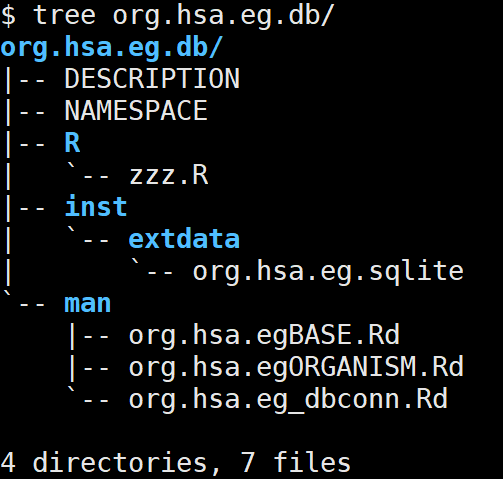 $ tree org.hsa.eg.db/
org.hsa.eg.db/
|-- DESCRIPTION
|-- NAMESPACE
|-- R
|   `-- zzz.R
|-- inst
|   `-- extdata
|       `-- org.hsa.eg.sqlite
`-- man
    |-- org.hsa.egBASE.Rd
    |-- org.hsa.egORGANISM.Rd
    `-- org.hsa.eg_dbconn.Rd

4 directories, 7 files